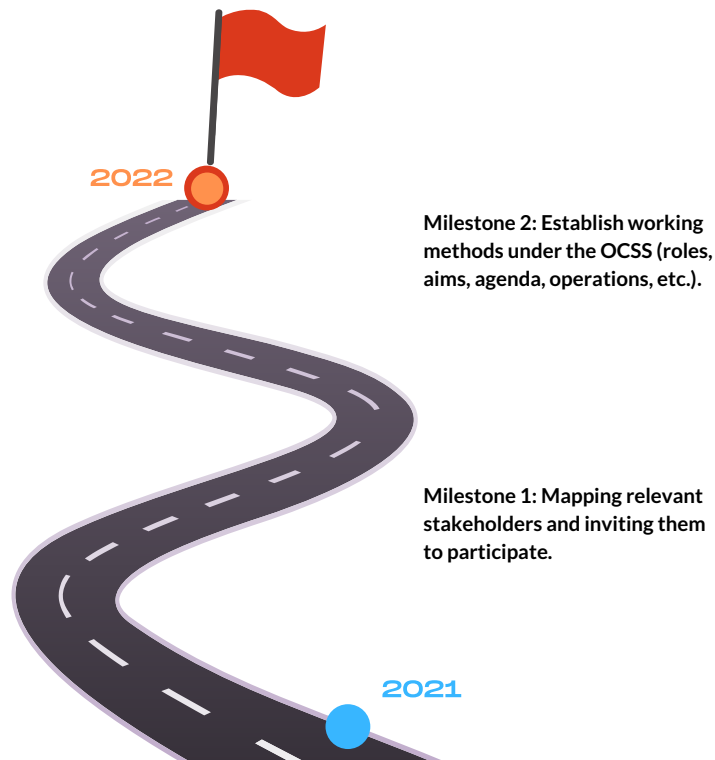 2022
Milestone 2: Establish working
methods under the OCSS (roles,
aims, agenda, operations, etc.).
Milestone 1: Mapping relevant
stakeholders and inviting them
to participate.
2021